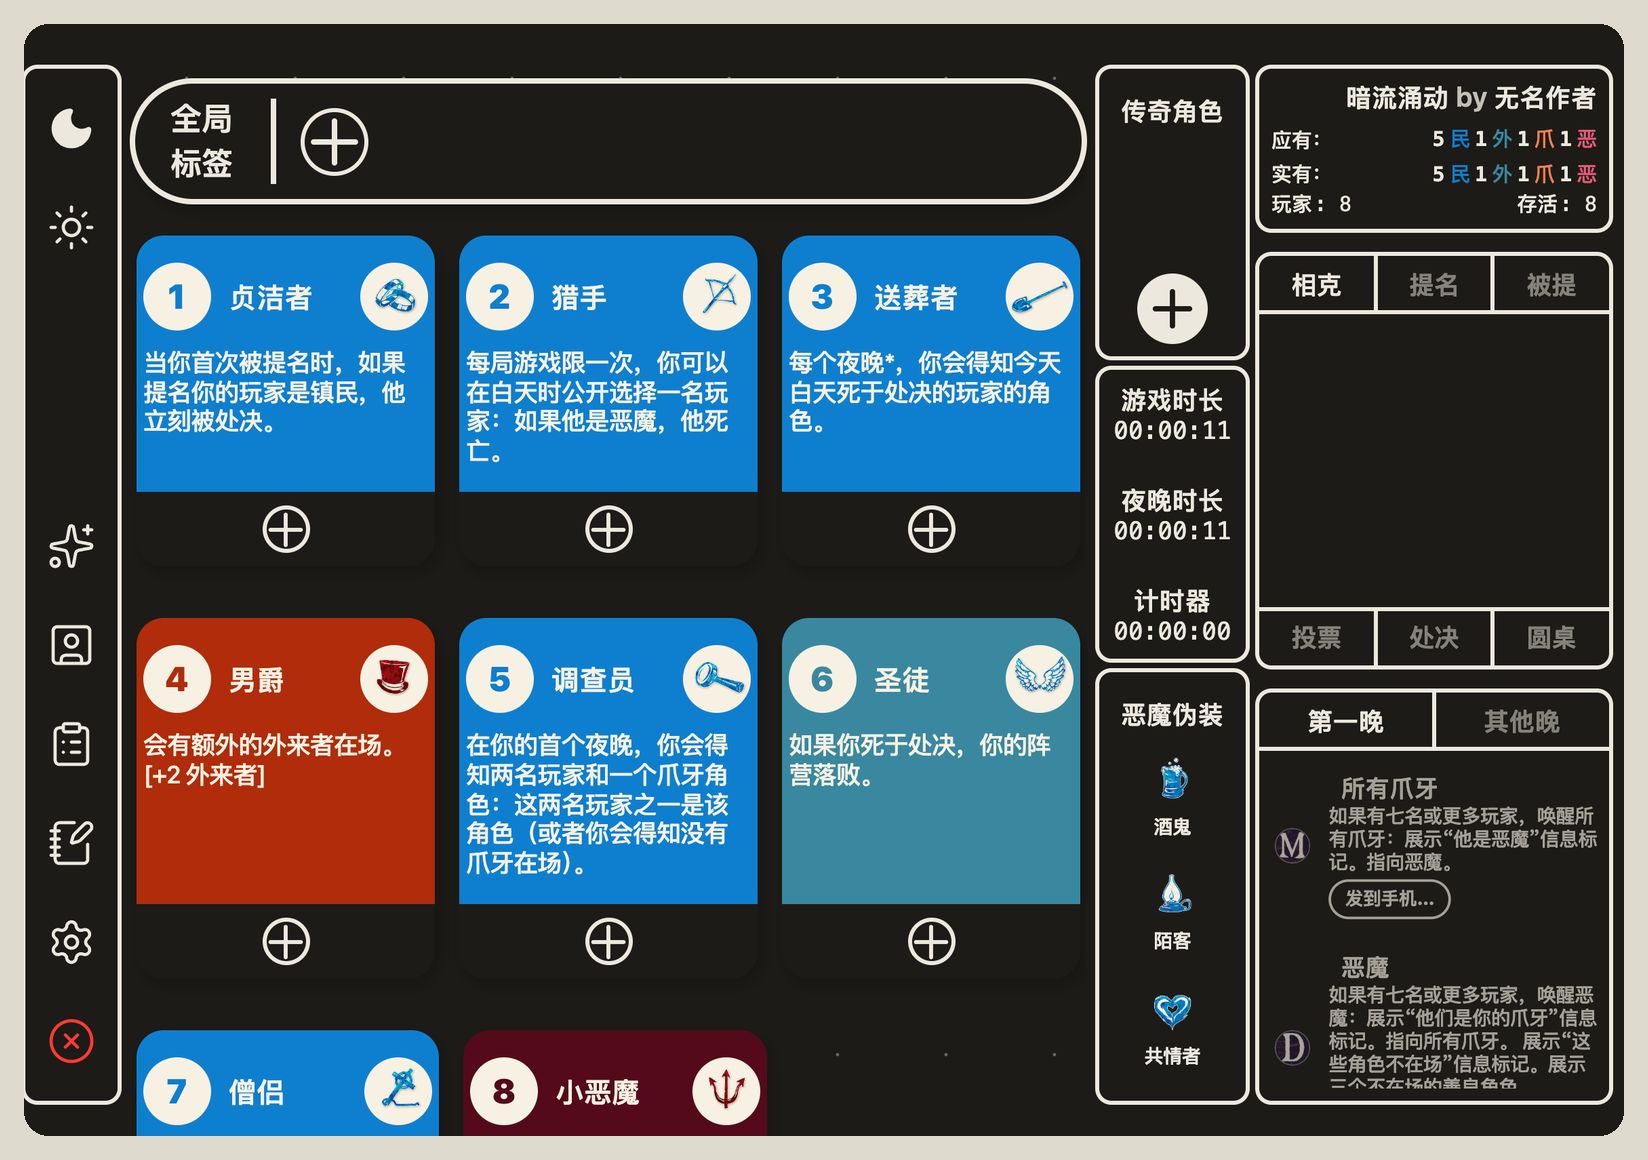 全局
标签
1 贞洁者
当你首次被提名时，如果
提名你的玩家是镇民，他
立刻被处决。
2 猎手
每局游戏限一次，你可以
在白天时公开选择一名玩
家：如果他是恶魔，他死
亡。
3 送葬者
每个夜晚*，你会得知今天
白天死于处决的玩家的角
色。
4 男爵
会有额外的外来者在场。
[+2 外来者]
5 调查员
在你的首个夜晚，你会得
知两名玩家和一个爪牙角
色：这两名玩家之一是该
角色（或者你会得知没有
爪牙在场）。
6 圣徒
如果你死于处决，你的阵
营落败。
7 僧侣
8 小恶魔
传奇角色
游戏时长
00:00:11
夜晚时长
00:00:11
计时器
00:00:00
恶魔伪装
酒鬼
陌客
共情者
暗流涌动 by 无名作者
应有： 5 民 1 外 1 爪 1 恶
实有： 5 民 1 外 1 爪 1 恶
玩家： 8 存活： 8
相克 提名 被提
投票 处决 圆桌
第一晚 其他晚
所有爪牙
M
如果有七名或更多玩家，唤醒所
有爪牙：展示“他是恶魔”信息标
记。指向恶魔。
发到手机...
恶魔
D
如果有七名或更多玩家，唤醒恶
魔：展示“他们是你的爪牙”信息
标记。指向所有爪牙。 展示“这
些角色不在场”信息标记。展示
三个不在场的善良角色